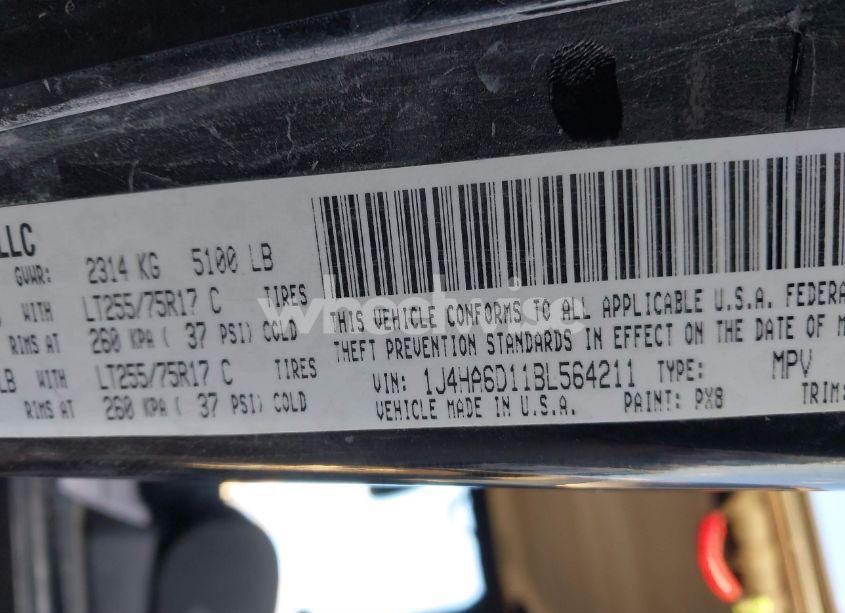 LLC
GVWR: 2314 KG 5100 LB
WITH LT255/75R17 C TIRES
RIMS AT 260 KPA ( 37 PSI) COLD
LB WITH LT255/75R17 C TIRES
RIMS AT 260 KPA ( 37 PSI) COLD
wheelwise
THIS VEHICLE CONFORMS TO ALL APPLICABLE U.S.A. FEDERA
THEFT PREVENTION STANDARDS IN EFFECT ON THE DATE OF M
VIN: 1J4HA6D11BL564211 TYPE: MPV
VEHICLE MADE IN U.S.A. PAINT: PX8 TRIM: